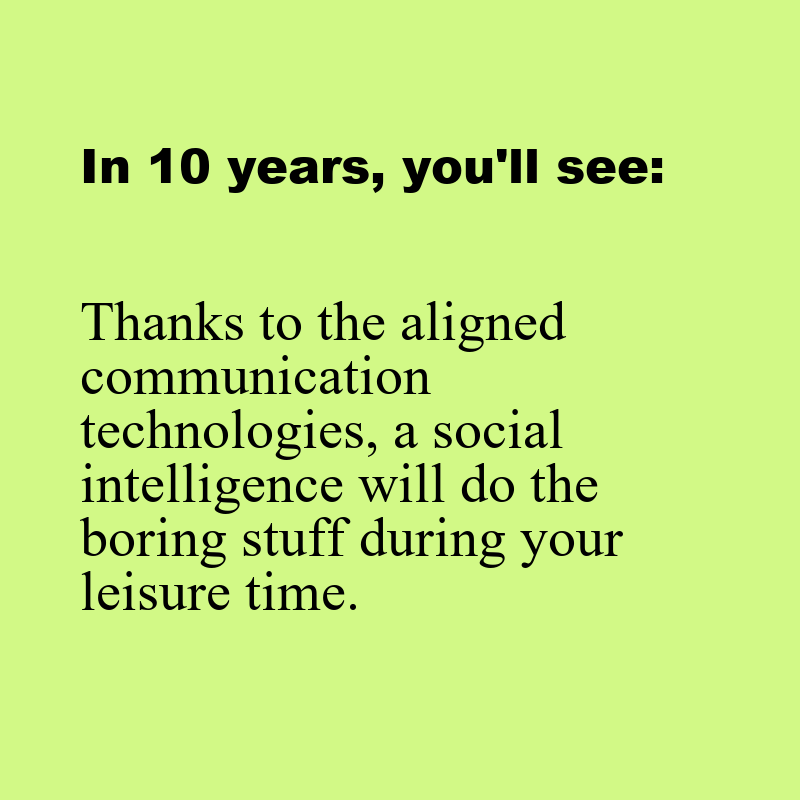 In 10 years, you'll see:
Thanks to the aligned
communication
technologies, a social
intelligence will do the
boring stuff during your
leisure time.